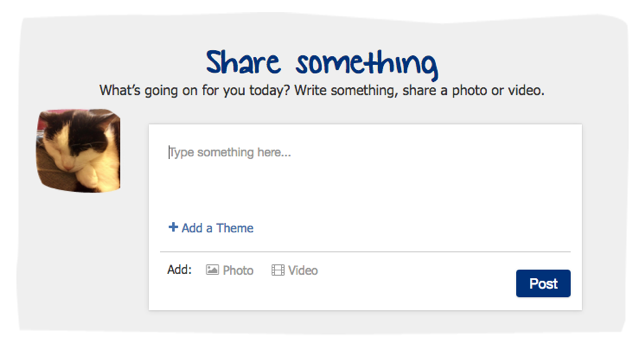 Share something
What's going on for you today? Write something, share a photo or video.
Type something here...
+ Add a Theme
Add: Photo Video
Post